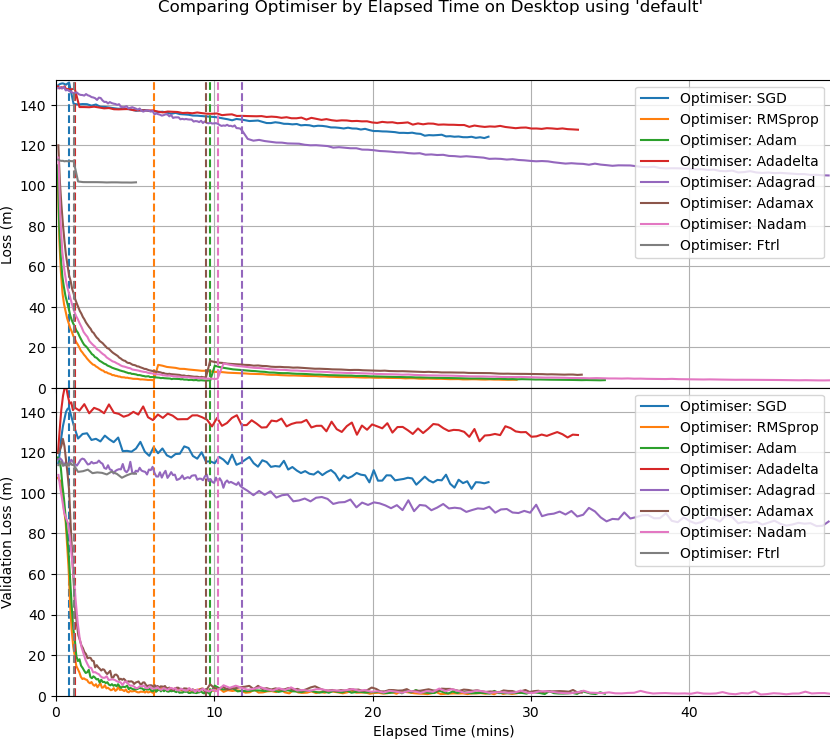 Comparing Optimiser by Elapsed Time on Desktop using 'default'
Loss (m)
140
120
100
80
60
40
20
0
Optimiser: SGD
Optimiser: RMSprop
Optimiser: Adam
Optimiser: Adadelta
Optimiser: Adagrad
Optimiser: Adamax
Optimiser: Nadam
Optimiser: Ftrl
Validation Loss (m)
140
120
100
80
60
40
20
0
Optimiser: SGD
Optimiser: RMSprop
Optimiser: Adam
Optimiser: Adadelta
Optimiser: Adagrad
Optimiser: Adamax
Optimiser: Nadam
Optimiser: Ftrl
0 10 20 30 40
Elapsed Time (mins)